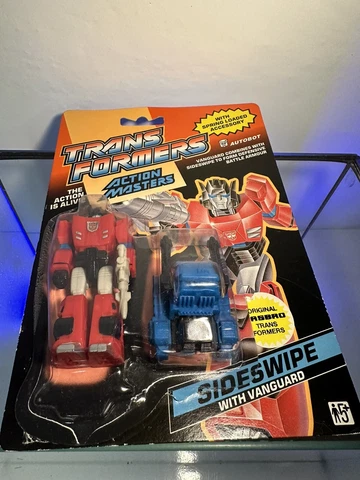 WITH
SPRING LOADED
ACCESSORY
TRANS
FORMERS
AUTOBOT
VANGUARD COMBINES WITH
SIDESWIPE TO FORM DEFENSIVE
BATTLE ARMOUR
ACTION
MASTERS
THE
ACTION
IS ALIVE
ORIGINAL
HASBRO
TRANS
FORMERS
SIDESWIPE
WITH VANGUARD
5+